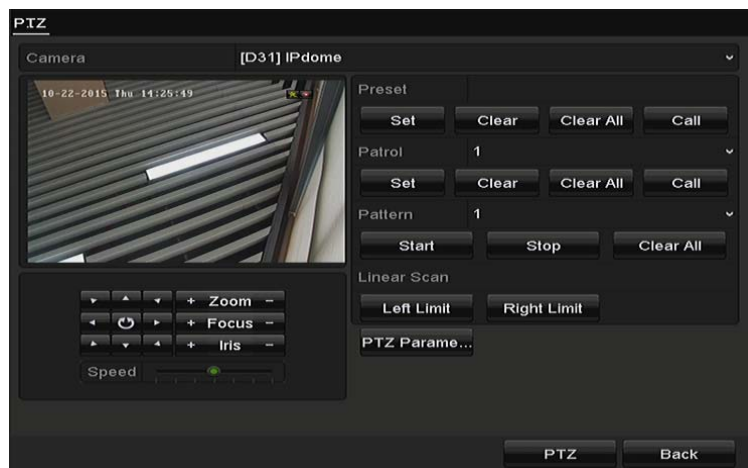 PTZ
Camera [D31] IPdome
10-22-2015 Thu 14:25:49
Preset
Set Clear Clear All Call
Patrol 1
Set Clear Clear All Call
Pattern 1
Start Stop Clear All
Linear Scan
Left Limit Right Limit
PTZ Parame...
+ Zoom -
+ Focus -
+ Iris -
Speed
PTZ Back